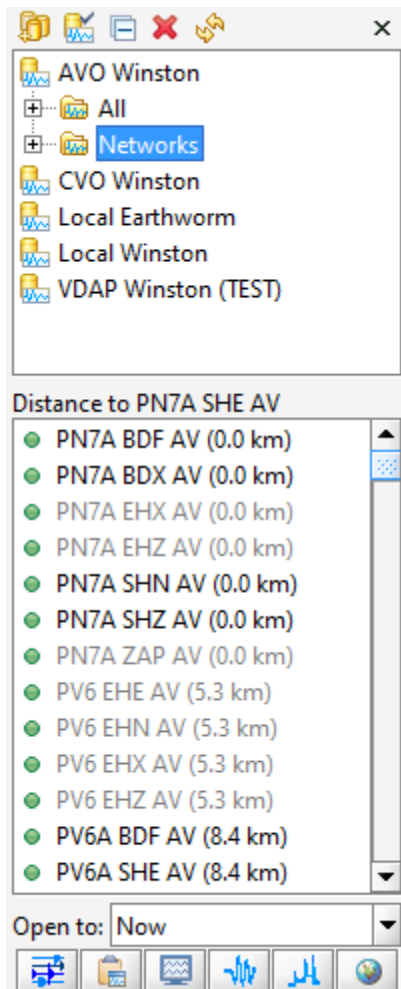 AVO Winston
All
Networks
CVO Winston
Local Earthworm
Local Winston
VDAP Winston (TEST)
Distance to PN7A SHE AV
PN7A BDF AV (0.0 km)
PN7A BDX AV (0.0 km)
PN7A EHX AV (0.0 km)
PN7A EHZ AV (0.0 km)
PN7A SHN AV (0.0 km)
PN7A SHZ AV (0.0 km)
PN7A ZAP AV (0.0 km)
PV6 EHE AV (5.3 km)
PV6 EHN AV (5.3 km)
PV6 EHX AV (5.3 km)
PV6 EHZ AV (5.3 km)
PV6A BDF AV (8.4 km)
PV6A SHE AV (8.4 km)
Open to: Now